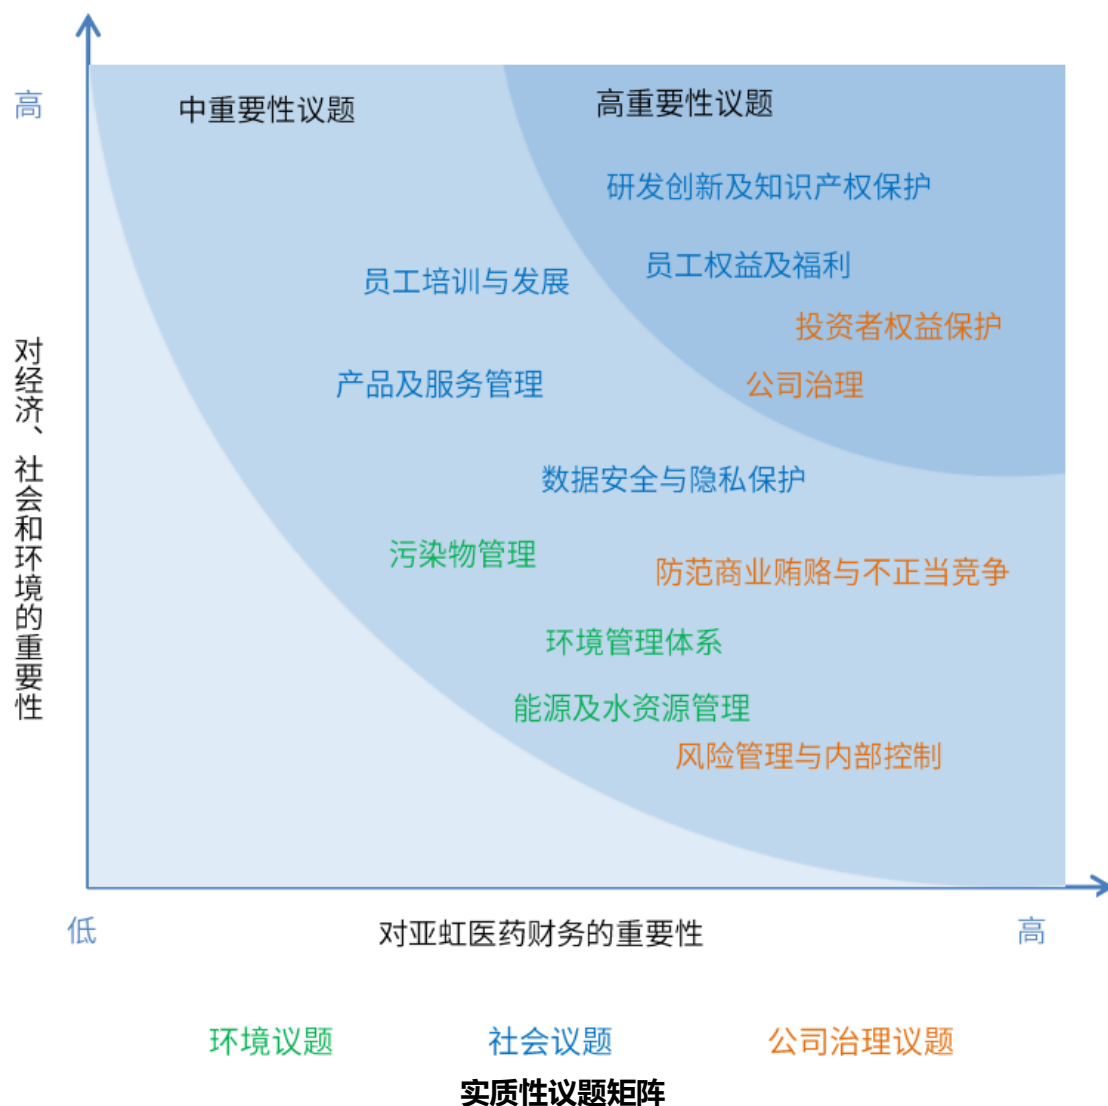 高
中重要性议题
高重要性议题
研发创新及知识产权保护
员工权益及福利
员工培训与发展
投资者权益保护
产品及服务管理
公司治理
对经济、社会和环境的重要性
数据安全与隐私保护
污染物管理
防范商业贿赂与不正当竞争
环境管理体系
能源及水资源管理
风险管理与内部控制
低
对亚虹医药财务的重要性
高
环境议题
社会议题
公司治理议题
实质性议题矩阵